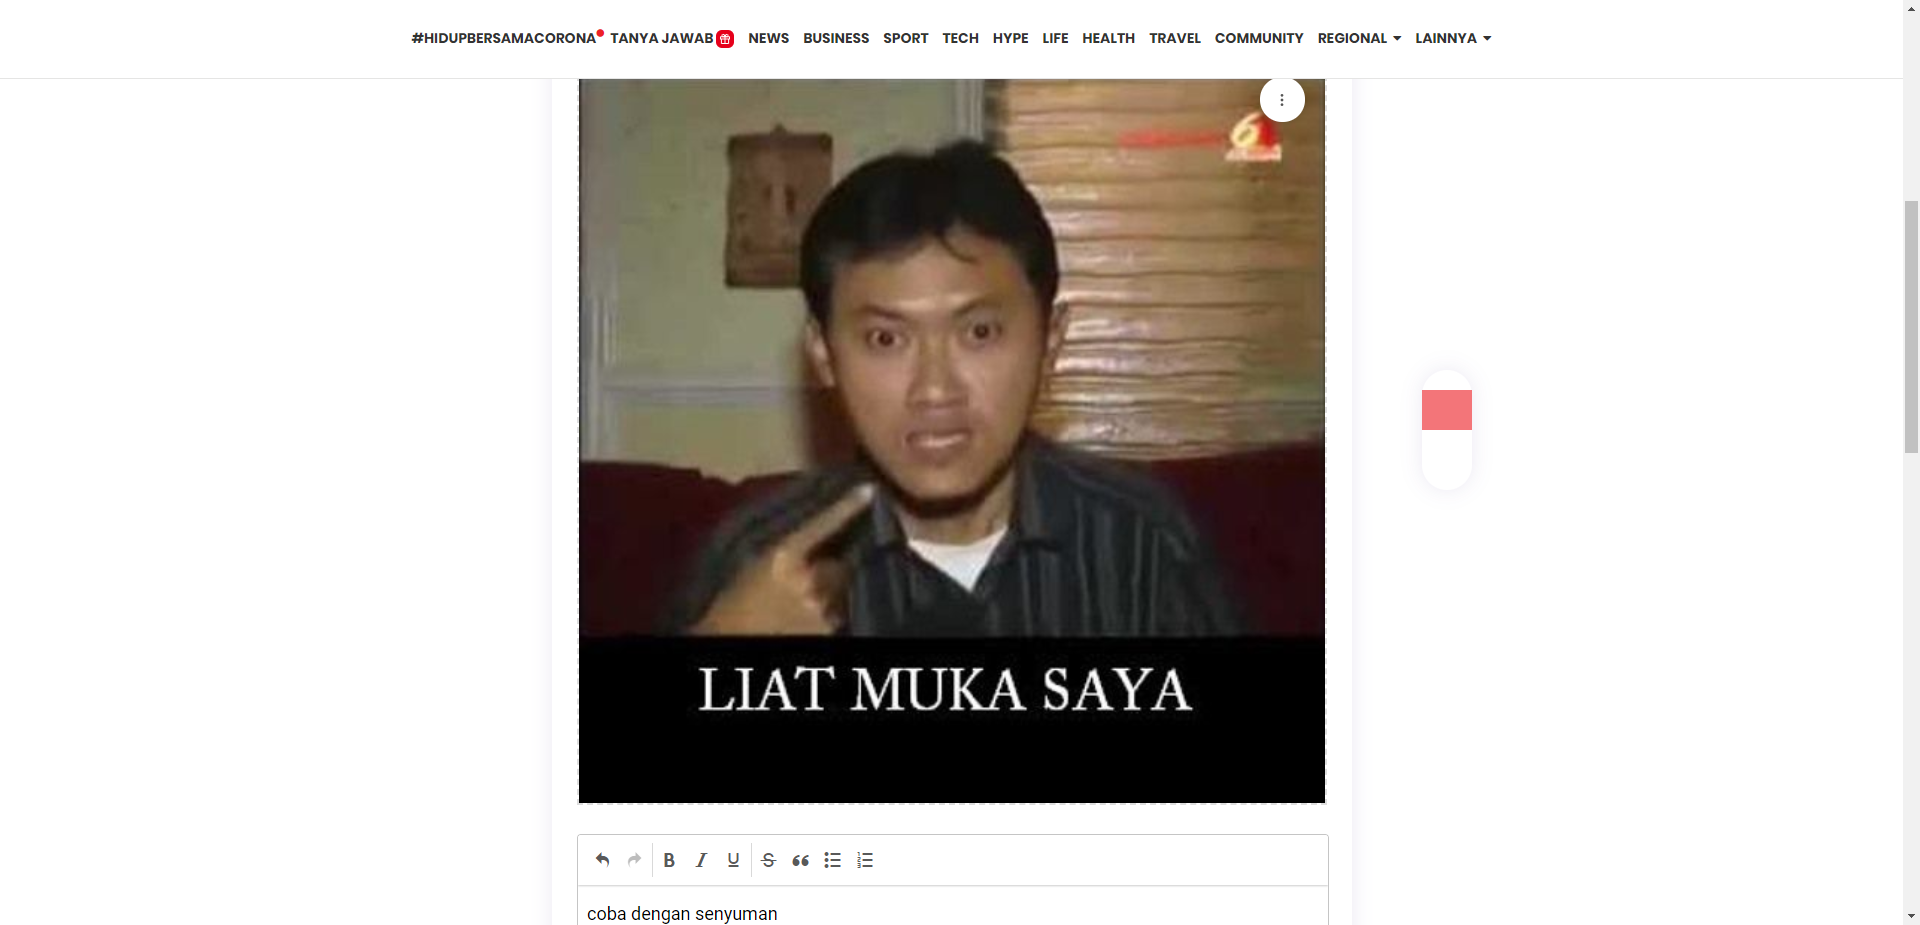 #HIDUPBERSAMACORONA TANYA JAWAB NEWS BUSINESS SPORT TECH HYPE LIFE HEALTH TRAVEL COMMUNITY REGIONAL LAINNYA
6
LIAT MUKA SAYA
B I U S
coba dengan senyuman